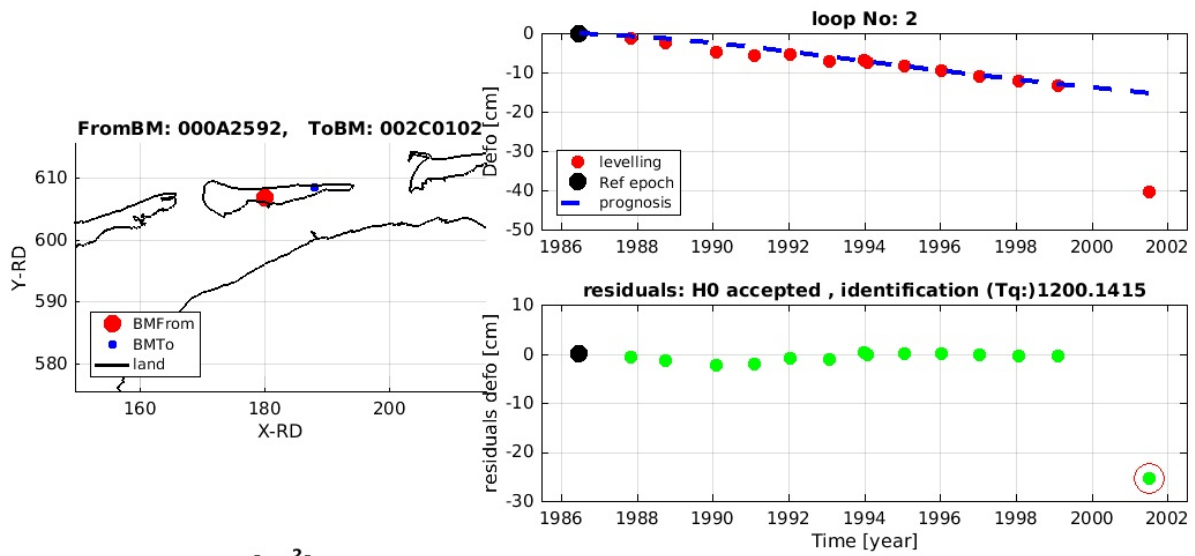 FromBM: 000A2592, ToBM: 002C0102
610
600
590
580
160
180
200
Y-RD
X-RD
BMFrom
BMTo
land
loop No: 2
0
-10
-20
-30
-40
-50
Defo [cm]
levelling
Ref epoch
prognosis
1986
1988
1990
1992
1994
1996
1998
2000
2002
residuals: H0 accepted , identification (Tq:)1200.1415
10
0
-10
-20
-30
residuals defo [cm]
1986
1988
1990
1992
1994
1996
1998
2000
2002
Time [year]